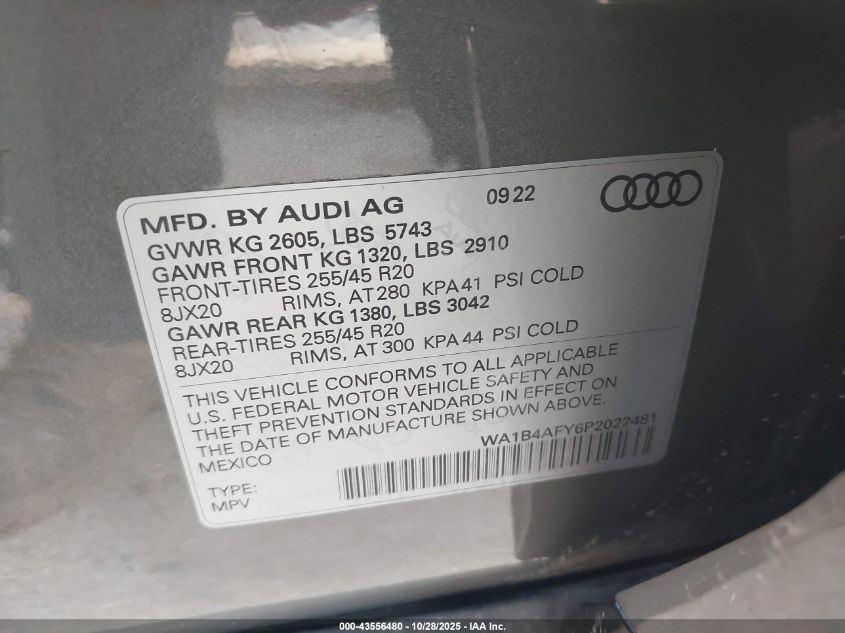 MFD. BY AUDI AG 09 22
GVWR KG 2605, LBS 5743
GAWR FRONT KG 1320, LBS 2910
FRONT-TIRES 255/45 R20
8JX20 RIMS, AT 280 KPA 41 PSI COLD
GAWR REAR KG 1380, LBS 3042
REAR-TIRES 255/45 R20
8JX20 RIMS, AT 300 KPA 44 PSI COLD
THIS VEHICLE CONFORMS TO ALL APPLICABLE
U.S. FEDERAL MOTOR VEHICLE SAFETY AND
THEFT PREVENTION STANDARDS IN EFFECT ON
THE DATE OF MANUFACTURE SHOWN ABOVE.
MEXICO WA1B4AFY6P2022481
TYPE:
MPV
000-43556480 - 10/28/2025 - IAA Inc.